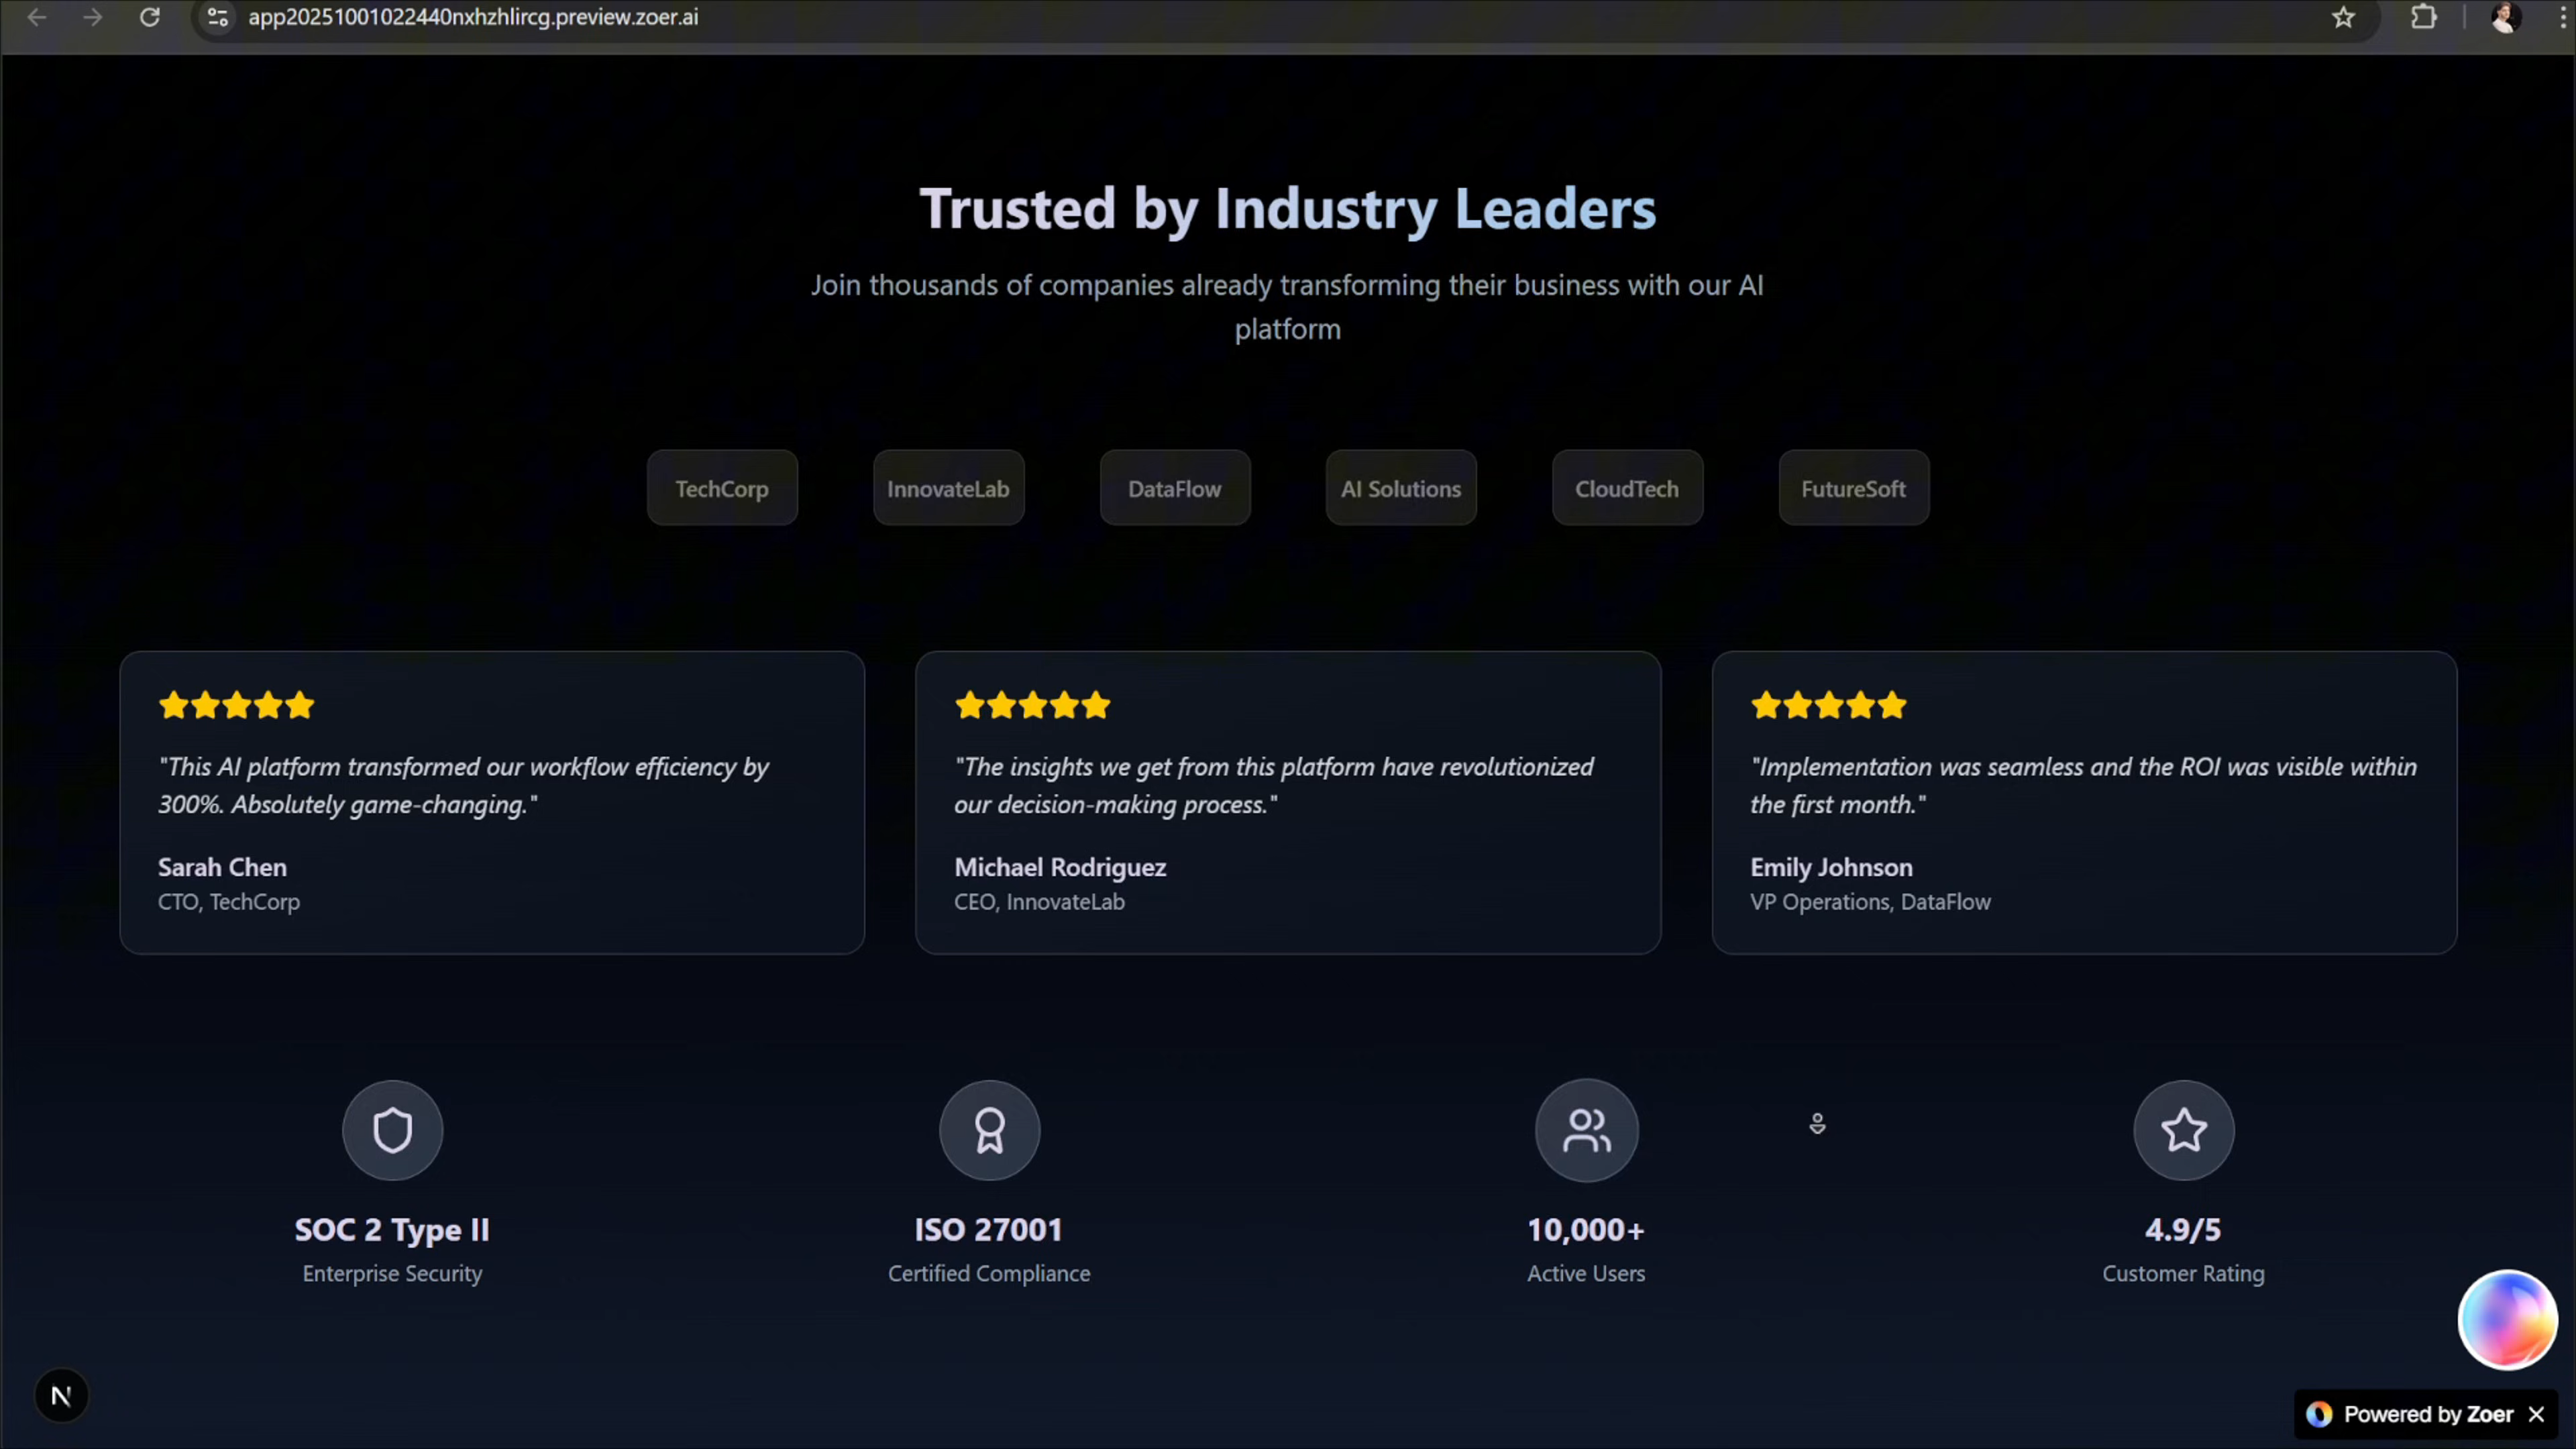 app20251001022440nxhzhlircg.preview.zoer.ai
Trusted by Industry Leaders
Join thousands of companies already transforming their business with our AI
platform
TechCorp
InnovateLab
DataFlow
AI Solutions
CloudTech
FutureSoft
"This AI platform transformed our workflow efficiency by
300%. Absolutely game-changing."
Sarah Chen
CTO, TechCorp
"The insights we get from this platform have revolutionized
our decision-making process."
Michael Rodriguez
CEO, InnovateLab
"Implementation was seamless and the ROI was visible within
the first month."
Emily Johnson
VP Operations, DataFlow
SOC 2 Type II
Enterprise Security
ISO 27001
Certified Compliance
10,000+
Active Users
4.9/5
Customer Rating
N
Powered by Zoer